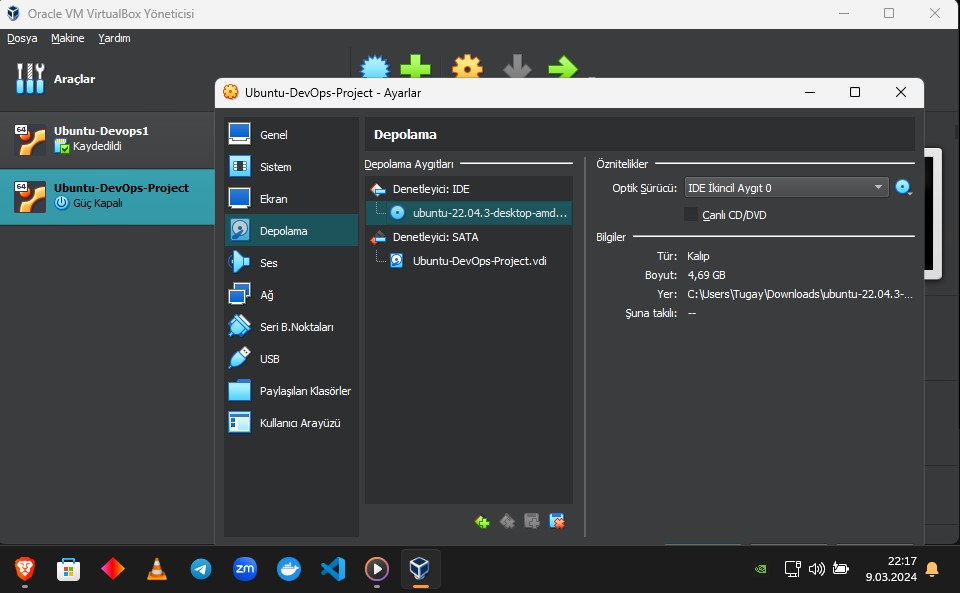 Oracle VM VirtualBox Yöneticisi
Dosya Makine Yardım
Araçlar
64
Ubuntu-Devops1
Kaydedildi
64
Ubuntu-DevOps-Project
Güç Kapalı
Ubuntu-DevOps-Project - Ayarlar
Genel
Sistem
Ekran
Depolama
Ses
Ağ
Seri B.Noktaları
USB
Paylaşılan Klasörler
Kullanıcı Arayüzü
Depolama
Depolama Aygıtları
Denetleyici: IDE
ubuntu-22.04.3-desktop-amd...
Denetleyici: SATA
Ubuntu-DevOps-Project.vdi
Öznitelikler
Optik Sürücü: IDE İkincil Aygıt 0
Canlı CD/DVD
Bilgiler
Tür: Kalıp
Boyut: 4,69 GB
Yer: C:\Users\Tugay\Downloads\ubuntu-22.04.3-...
Şuna takılı: --
zm
22:17
9.03.2024